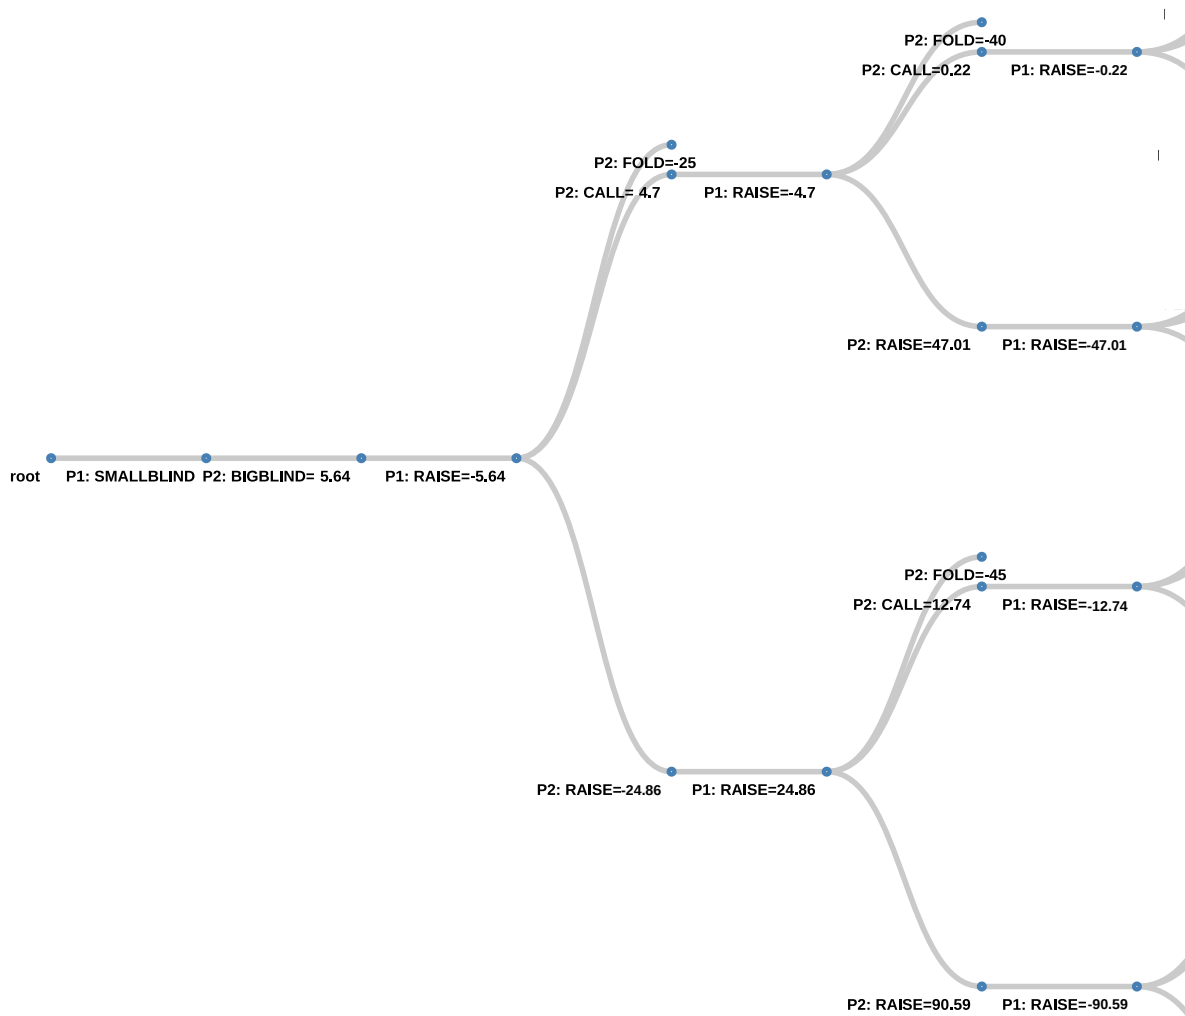 P2: FOLD=-40
P2: CALL=0.22 P1: RAISE=-0.22
P2: FOLD=-25
P2: CALL= 4.7 P1: RAISE=-4.7
P2: RAISE=47.01 P1: RAISE=-47.01
root P1: SMALLBLIND P2: BIGBLIND= 5.64 P1: RAISE=-5.64
P2: FOLD=-45
P2: CALL=12.74 P1: RAISE=-12.74
P2: RAISE=-24.86 P1: RAISE=24.86
P2: RAISE=90.59 P1: RAISE=-90.59